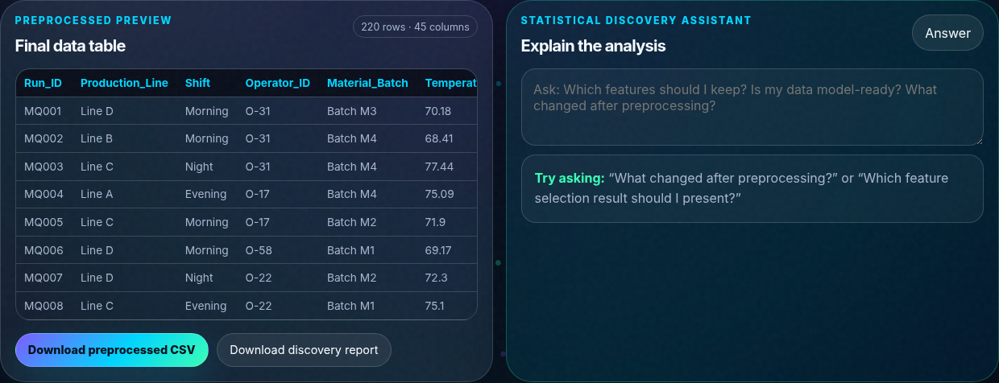 PREPROCESSED PREVIEW
Final data table
220 rows · 45 columns
Run_ID Production_Line Shift Operator_ID Material_Batch Temperat
MQ001 Line D Morning O-31 Batch M3 70.18
MQ002 Line B Morning O-31 Batch M4 68.41
MQ003 Line C Night O-31 Batch M4 77.44
MQ004 Line A Evening O-17 Batch M4 75.09
MQ005 Line C Morning O-17 Batch M2 71.9
MQ006 Line D Morning O-58 Batch M1 69.17
MQ007 Line D Night O-22 Batch M2 72.3
MQ008 Line C Evening O-22 Batch M1 75.1
Download preprocessed CSV
Download discovery report
STATISTICAL DISCOVERY ASSISTANT
Explain the analysis
Answer
Ask: Which features should I keep? Is my data model-ready? What
changed after preprocessing?
Try asking: “What changed after preprocessing?” or “Which feature
selection result should I present?”